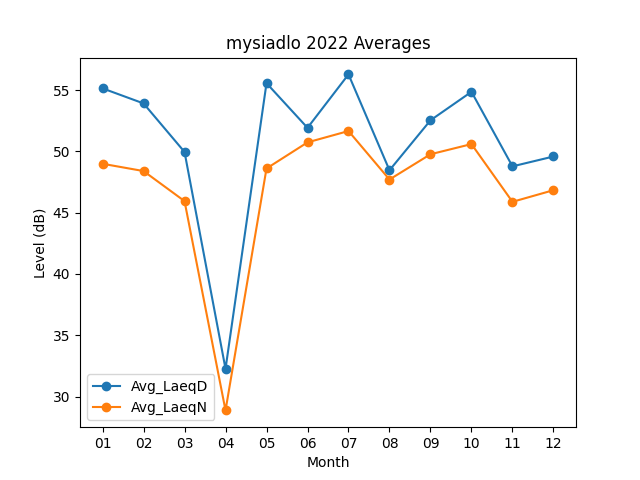 mysiadlo 2022 Averages
Level (dB)
55
50
45
40
35
30
Avg_LaeqD
Avg_LaeqN
01 02 03 04 05 06 07 08 09 10 11 12
Month